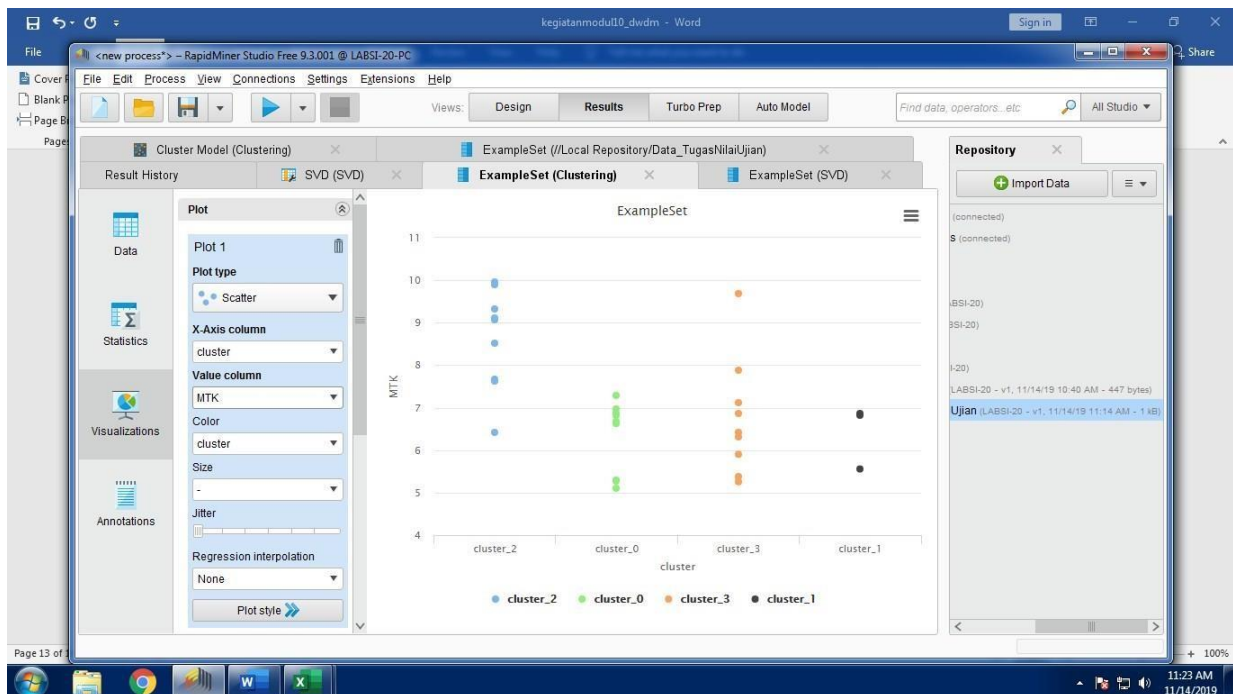 kegiatanmodul10_dwdm - Word
Sign in
File
Share
Cover P
Blank P
Page Br
Pages
<new process*> – RapidMiner Studio Free 9.3.001 @ LABSI-20-PC
File Edit Process View Connections Settings Extensions Help
Views: Design Results Turbo Prep Auto Model
Find data, operators...etc
All Studio
Cluster Model (Clustering)
ExampleSet (//Local Repository/Data_TugasNilaiUjian)
Result History
SVD (SVD)
ExampleSet (Clustering)
ExampleSet (SVD)
Repository
Import Data
(connected)
S (connected)
ABSI-20)
BSI-20)
I-20)
LABSI-20 - v1, 11/14/19 10:40 AM - 447 bytes)
Ujian (LABSI-20 - v1, 11/14/19 11:14 AM - 1 kB)
Data
Statistics
Visualizations
Annotations
Plot
Plot 1
Plot type
Scatter
X-Axis column
cluster
Value column
MTK
Color
cluster
Size
-
Jitter
Regression interpolation
None
Plot style
ExampleSet
MTK
11
10
9
8
7
6
5
4
cluster_2 cluster_0 cluster_3 cluster_1
cluster
cluster_2 cluster_0 cluster_3 cluster_1
Page 13 of 1
100%
11:23 AM
11/14/2019